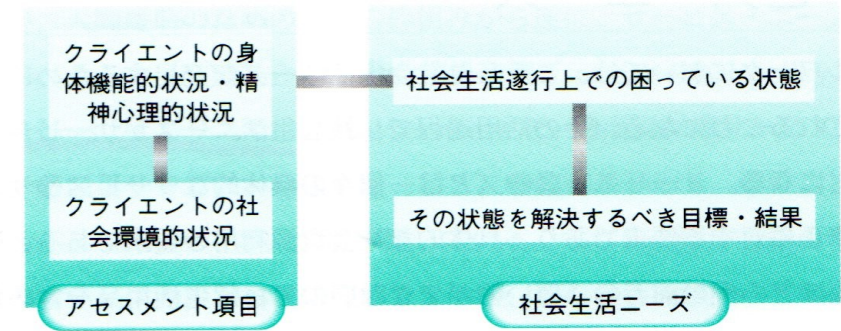 クライエントの身
体機能的状況・精
神心理的状況
クライエントの社
会環境的状況
アセスメント項目
社会生活遂行上での困っている状態
その状態を解決するべき目標・結果
社会生活ニーズ